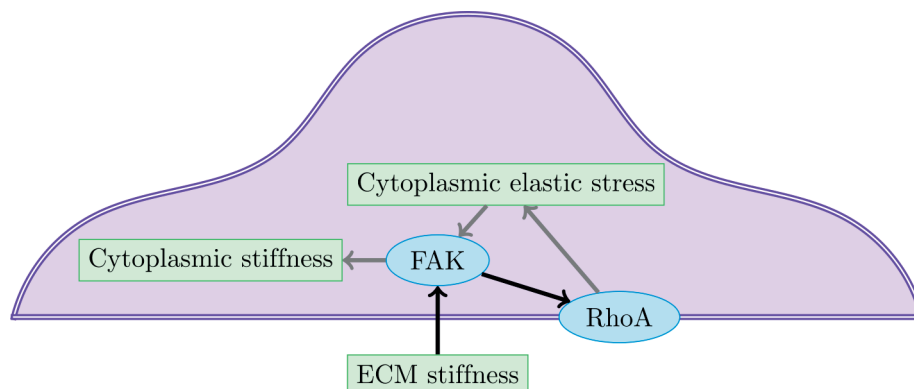 Cytoplasmic elastic stress
Cytoplasmic stiffness
FAK
RhoA
ECM stiffness